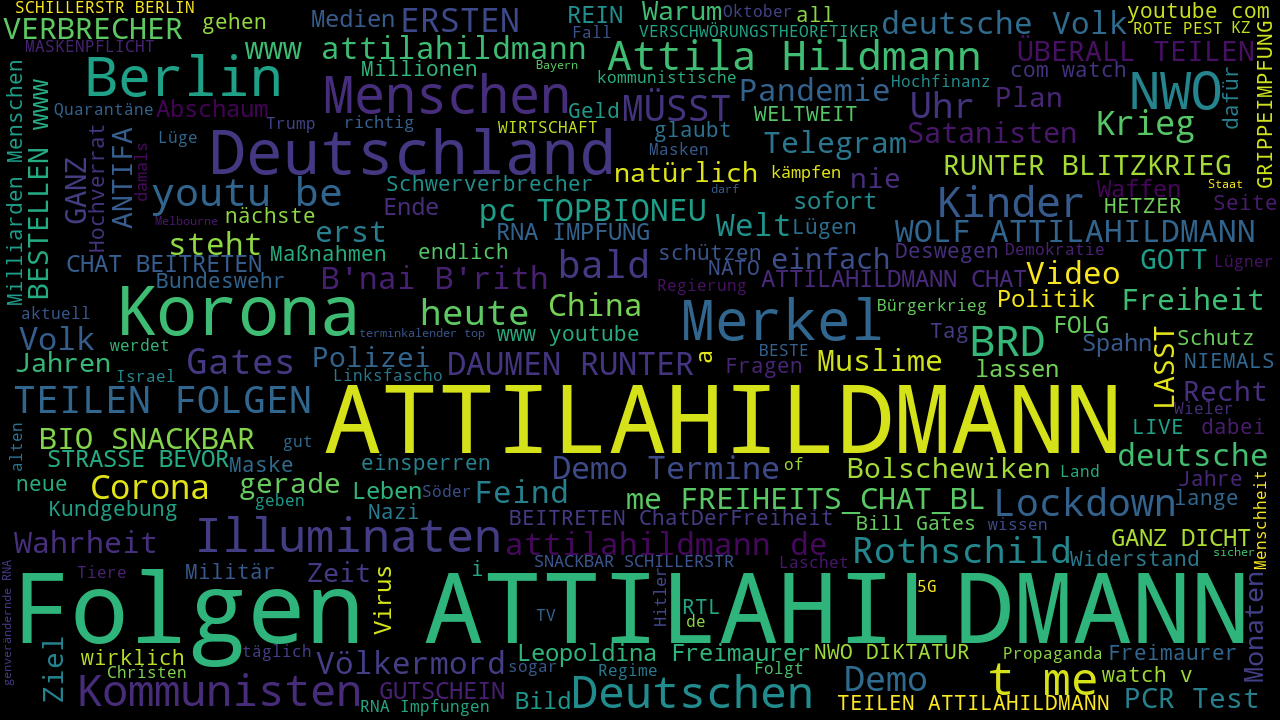 SCHILLERSTR BERLIN
VERBRECHER
gehen
Medien
ERSTEN
REIN
Fall
Warum
Oktober
all
VERSCHWÖRUNGSTHEORETIKER
deutsche Volk
youtube com
ROTE PEST KZ
MASKENPFLICHT
www attilahildmann
Attila Hildmann
ÜBERALL TEILEN
GRIPPEIMPFUNG
Berlin
Millionen
Bayern
kommunistische
Hochfinanz
com watch
NWO
dafür
Menschen
Pandemie
Plan
Quarantäne
Abschaum
Geld
MÜSST
WELTWEIT
Uhr
Krieg
Milliarden Menschen
BESTELLEN www
Lüge
Trump
richtig
WIRTSCHAFT
glaubt
Telegram
Satanisten
ANTIFA
Deutschland
Masken
natürlich
kämpfen
nie
RUNTER BLITZKRIEG
GANZ
Hochverrat
damals
youtu be
Schwerverbrecher
darf
sofort
Kinder
Waffen
Staat
HETZER
Seite
Melbourne
nächste
Ende
pc TOPBIONEU
Welt
Lügen
WOLF ATTILAHILDMANN
steht
erst
RNA IMPFUNG
CHAT BEITRETEN
Maßnahmen
endlich
schützen
einfach
Deswegen
Demokratie
GOTT
Lügner
Bundeswehr
B'nai B'rith
bald
NATO
Regierung
ATTILAHILDMANN CHAT
Video
aktuell
Korona
heute
China
Merkel
Bürgerkrieg
Politik
Freiheit
Volk
werdet
terminkalender top
www youtube
Tag
BRD
FOLG
Spahn
Schutz
Jahren
Israel
Gates
Polizei
Linksfascho
DAUMEN RUNTER
a
Fragen
BESTE
Muslime
lassen
LASST
NIEMALS
TEILEN FOLGEN
ATTILAHILDMANN
Recht
Wieler
alten
BIO SNACKBAR
gut
LIVE
dabei
STRASSE BEVOR
Maske
einsperren
Demo Termine
of
Bolschewiken
Land
deutsche
neue
Corona
gerade
geben
Leben
Söder
Feind
me FREIHEITS_CHAT_BL
Lockdown
Jahre
lange
Menschheit
Kundgebung
Nazi
BEITRETEN ChatDerFreiheit
Bill Gates
wissen
Wahrheit
Illuminaten
attilahildmann de
Rothschild
GANZ DICHT
sicher
Widerstand
genverändernde RNA
Tiere
Militär
Zeit
Virus
SNACKBAR SCHILLERSTR
i
Laschet
Folgen ATTILAHILDMANN
TV
Hitler
RTL
de
5G
Monaten
Ziel
wirklich
Christen
täglich
Völkermord
sogar
Leopoldina
Regime
Freimaurer
Folgt
NWO DIKTATUR
Propaganda
Freimaurer
Kommunisten
GUTSCHEIN
RNA Impfungen
Bild
Deutschen
Demo
t me
watch v
TEILEN ATTILAHILDMANN
PCR Test